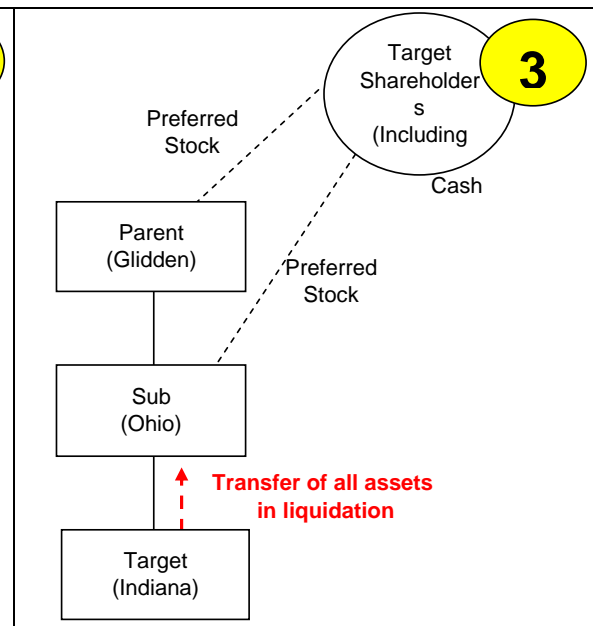 Target
Shareholder
s
(Including
3
Preferred
Stock
Cash
Parent
(Glidden)
Preferred
Stock
Sub
(Ohio)
Transfer of all assets
in liquidation
Target
(Indiana)